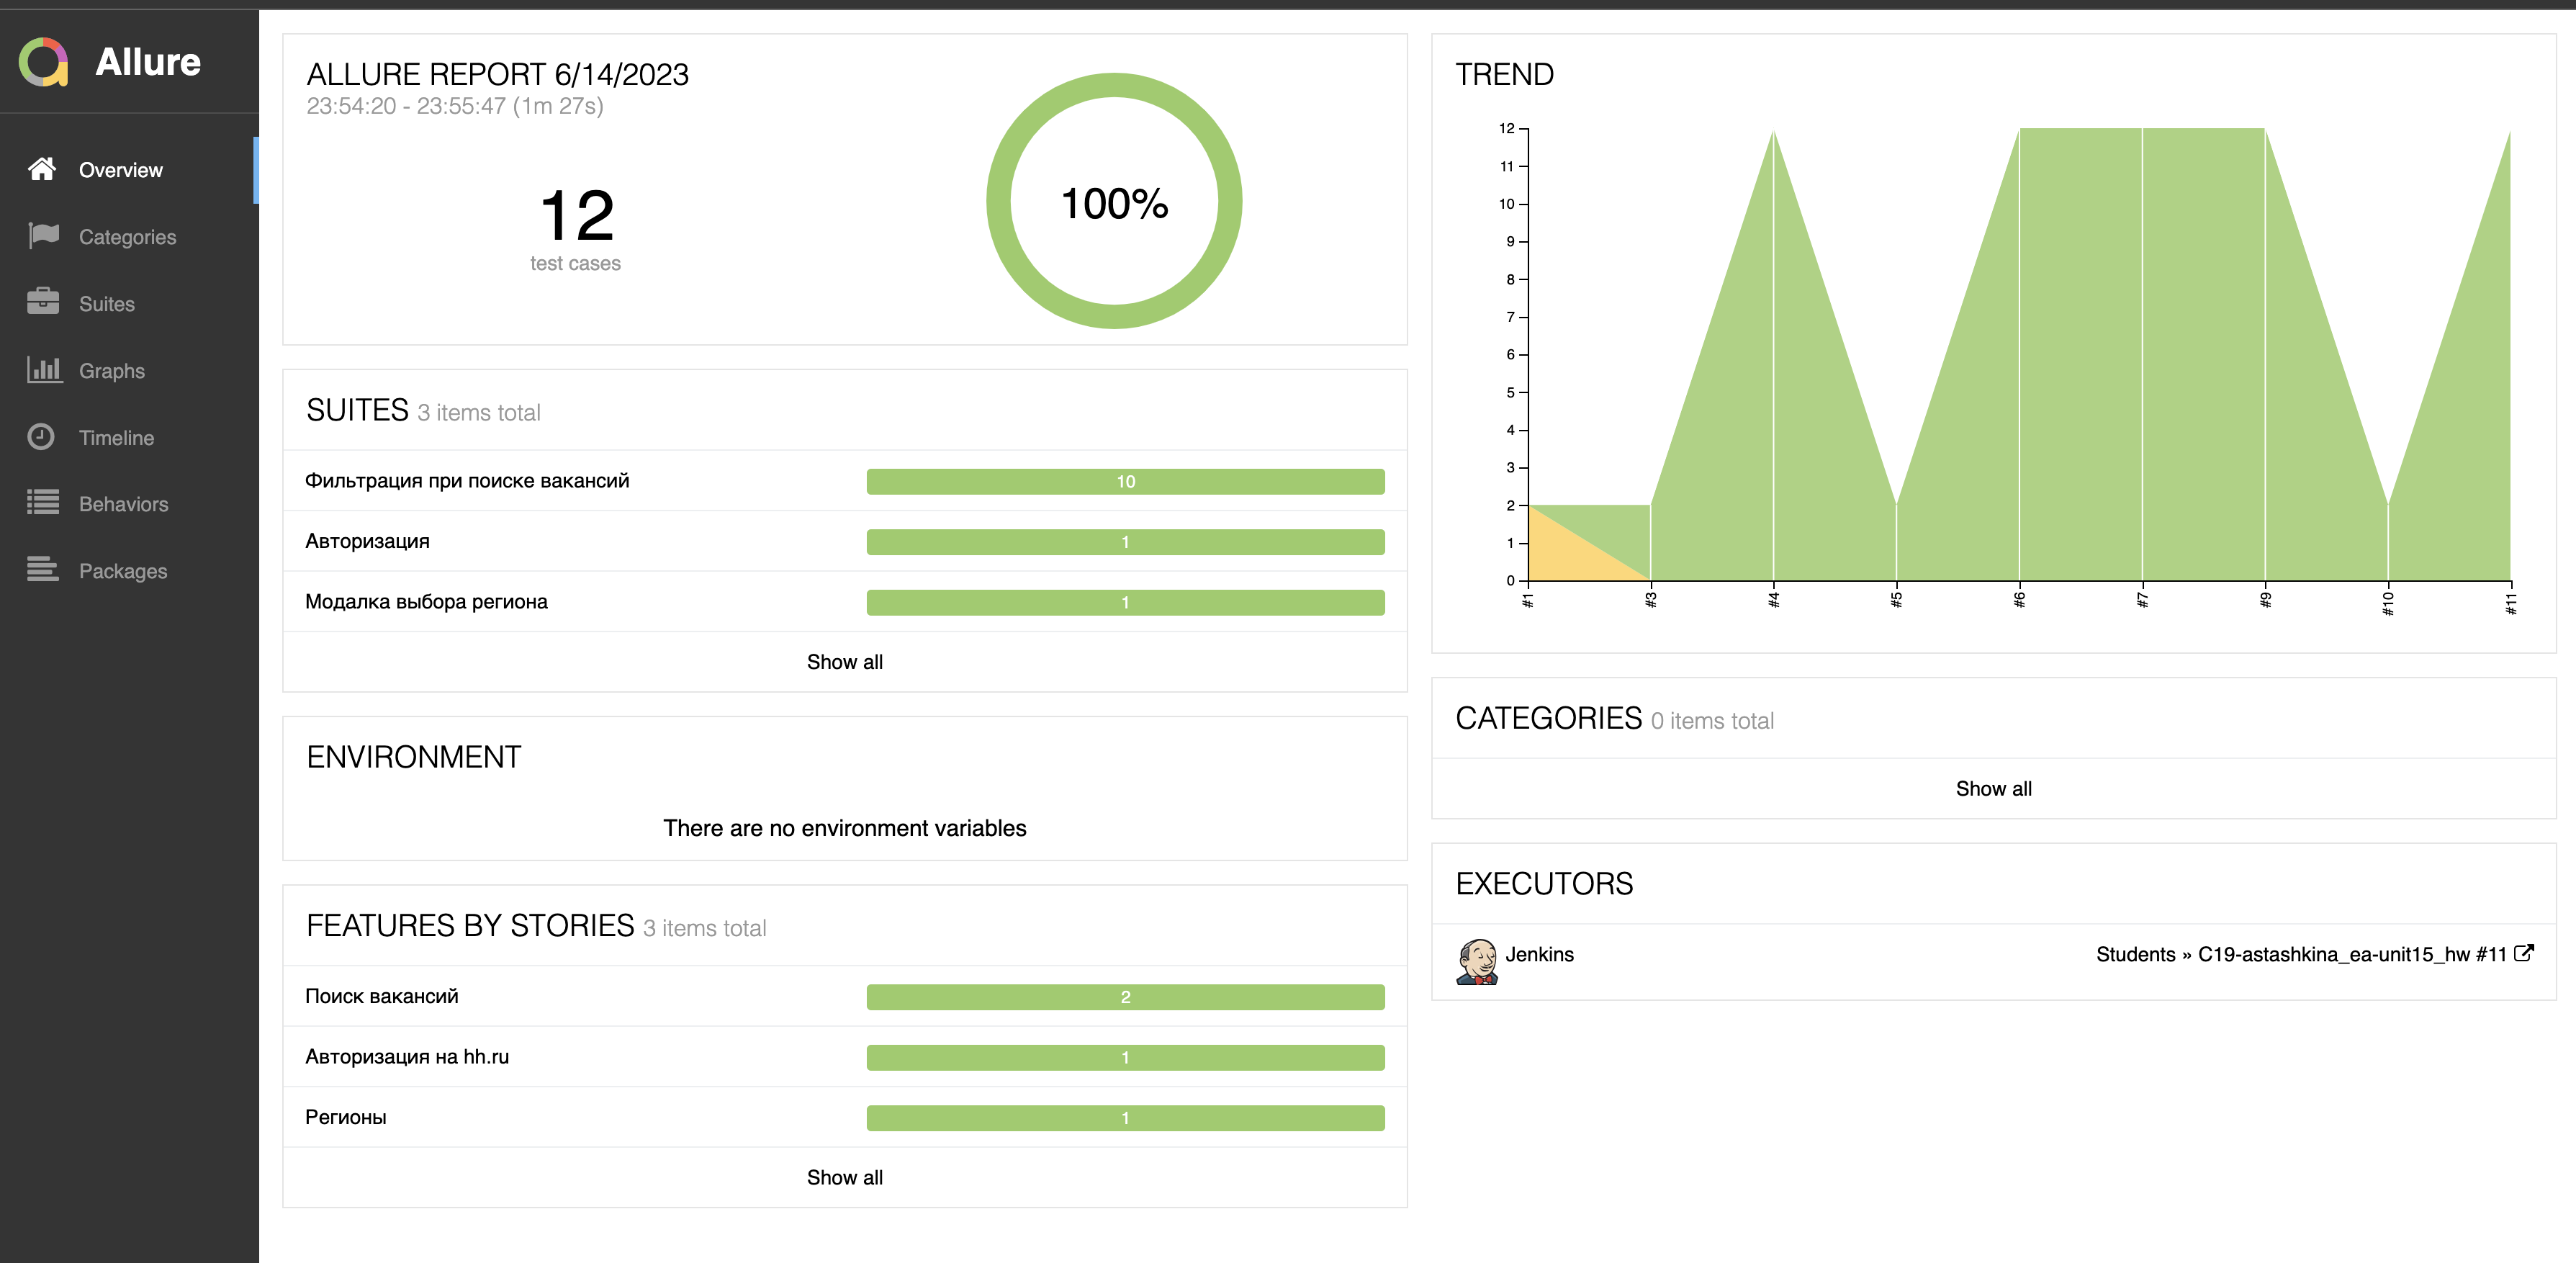 Allure
Overview
Categories
Suites
Graphs
Timeline
Behaviors
Packages
ALLURE REPORT 6/14/2023
23:54:20 - 23:55:47 (1m 27s)
12
test cases
100%
SUITES 3 items total
Фильтрация при поиске вакансий 10
Авторизация 1
Модалка выбора региона 1
Show all
ENVIRONMENT
There are no environment variables
FEATURES BY STORIES 3 items total
Поиск вакансий 2
Авторизация на hh.ru 1
Регионы 1
Show all
TREND
12
11
10
9
8
7
6
5
4
3
2
1
0
#1 #3 #4 #5 #6 #7 #9 #10 #11
CATEGORIES 0 items total
Show all
EXECUTORS
Jenkins Students » C19-astashkina_ea-unit15_hw #11